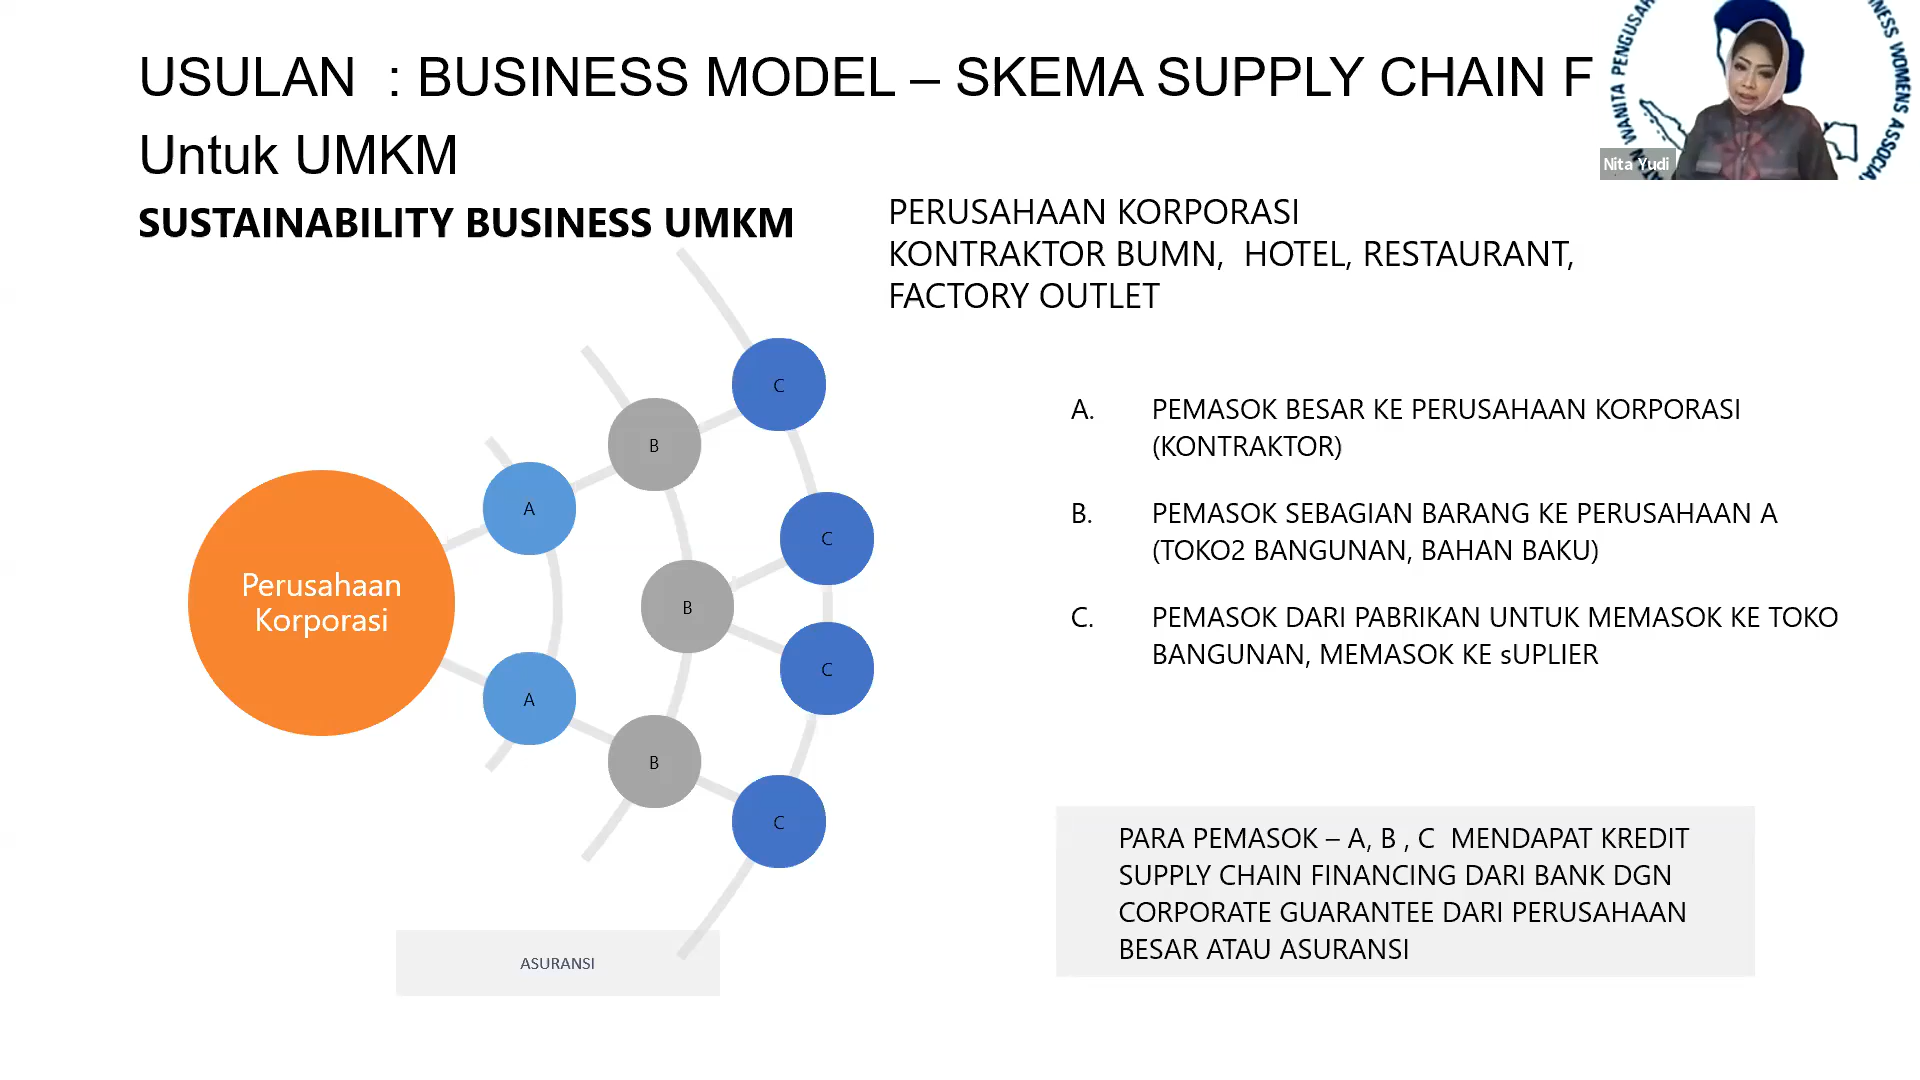 USULAN : BUSINESS MODEL – SKEMA SUPPLY CHAIN F
Untuk UMKM
SUSTAINABILITY BUSINESS UMKM
PERUSAHAAN KORPORASI
KONTRAKTOR BUMN, HOTEL, RESTAURANT,
FACTORY OUTLET
WANITA
NESS WOMENS
Nita Yudi
Perusahaan
Korporasi
A
A
B
B
B
C
C
C
C
A. PEMASOK BESAR KE PERUSAHAAN KORPORASI
(KONTRAKTOR)
B. PEMASOK SEBAGIAN BARANG KE PERUSAHAAN A
(TOKO2 BANGUNAN, BAHAN BAKU)
C. PEMASOK DARI PABRIKAN UNTUK MEMASOK KE TOKO
BANGUNAN, MEMASOK KE sUPLIER
PARA PEMASOK – A, B , C MENDAPAT KREDIT
SUPPLY CHAIN FINANCING DARI BANK DGN
CORPORATE GUARANTEE DARI PERUSAHAAN
BESAR ATAU ASURANSI
ASURANSI